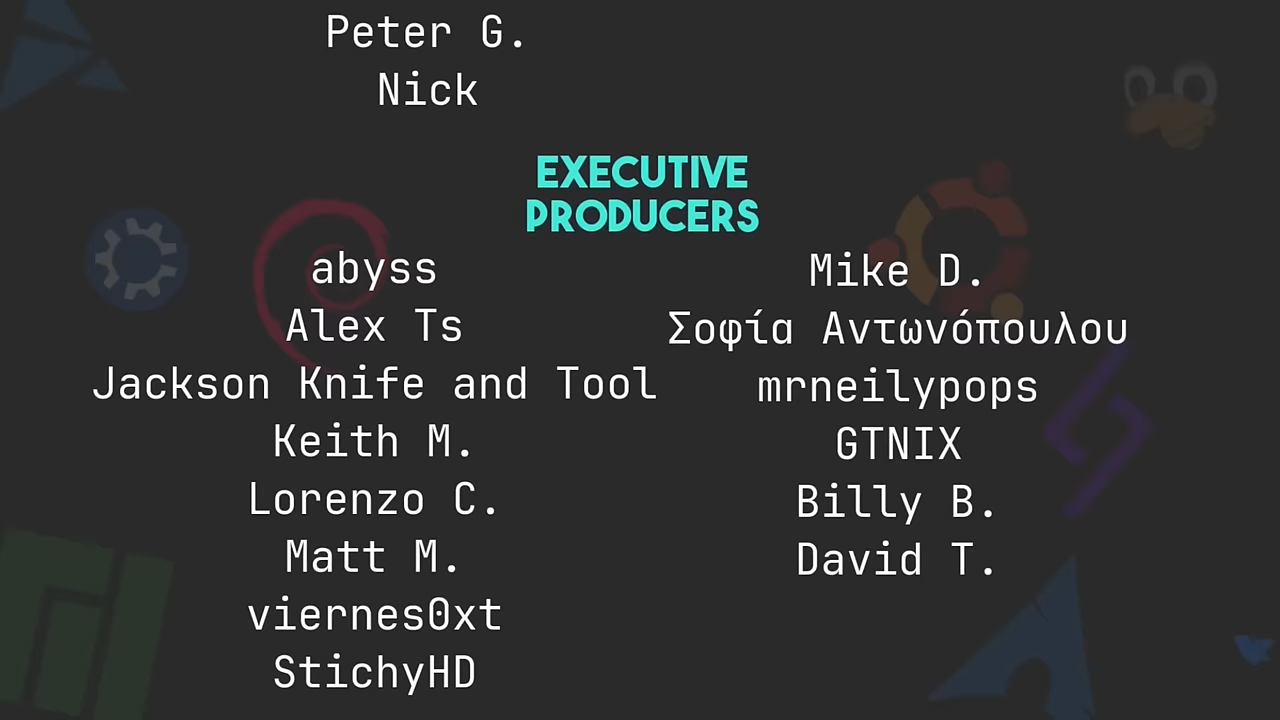 Peter G.
Nick
EXECUTIVE
PRODUCERS
abyss
Alex Ts
Jackson Knife and Tool
Keith M.
Lorenzo C.
Matt M.
viernes0xt
StichyHD
Mike D.
Σοφία Αντωνόπουλου
mrneilypops
GTNIX
Billy B.
David T.